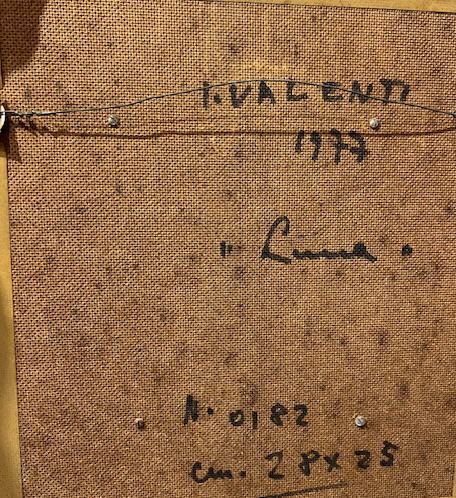 I. VALENTI
1977
" Luna "
N. 0182
cm. 28x25